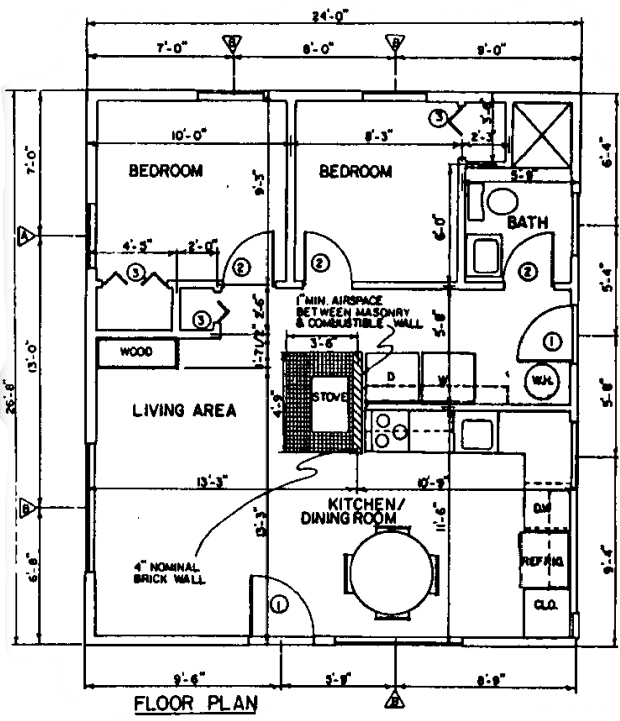 24'-0"
7'-0" B 8'-0" B 9'-0"
10'-0" 8'-3" 3 2'-3"
BEDROOM BEDROOM
7'-0" 9'-3" 6'-0" 5'-9" 6'-4"
BATH
A
4'-5" 2'-0" 2 2 2
3 5'-4"
3 2'-6"
1" MIN. AIRSPACE
BETWEEN MASONRY
& COMBUSTIBLE WALL
5'-8" 1
WOOD 1'-7 1/2" 3'-6"
26'-8" 13'-0" D W W.H. 5'-8"
STOVE
LIVING AREA 4'-9"
13'-3" 10'-9"
KITCHEN/
DINING ROOM
B 13'-3" 11'-6" D.W.
4" NOMINAL
BRICK WALL
REFRIG. 9'-4"
6'-8" 1 CLO.
9'-6" 5'-9" B 8'-9"
FLOOR PLAN